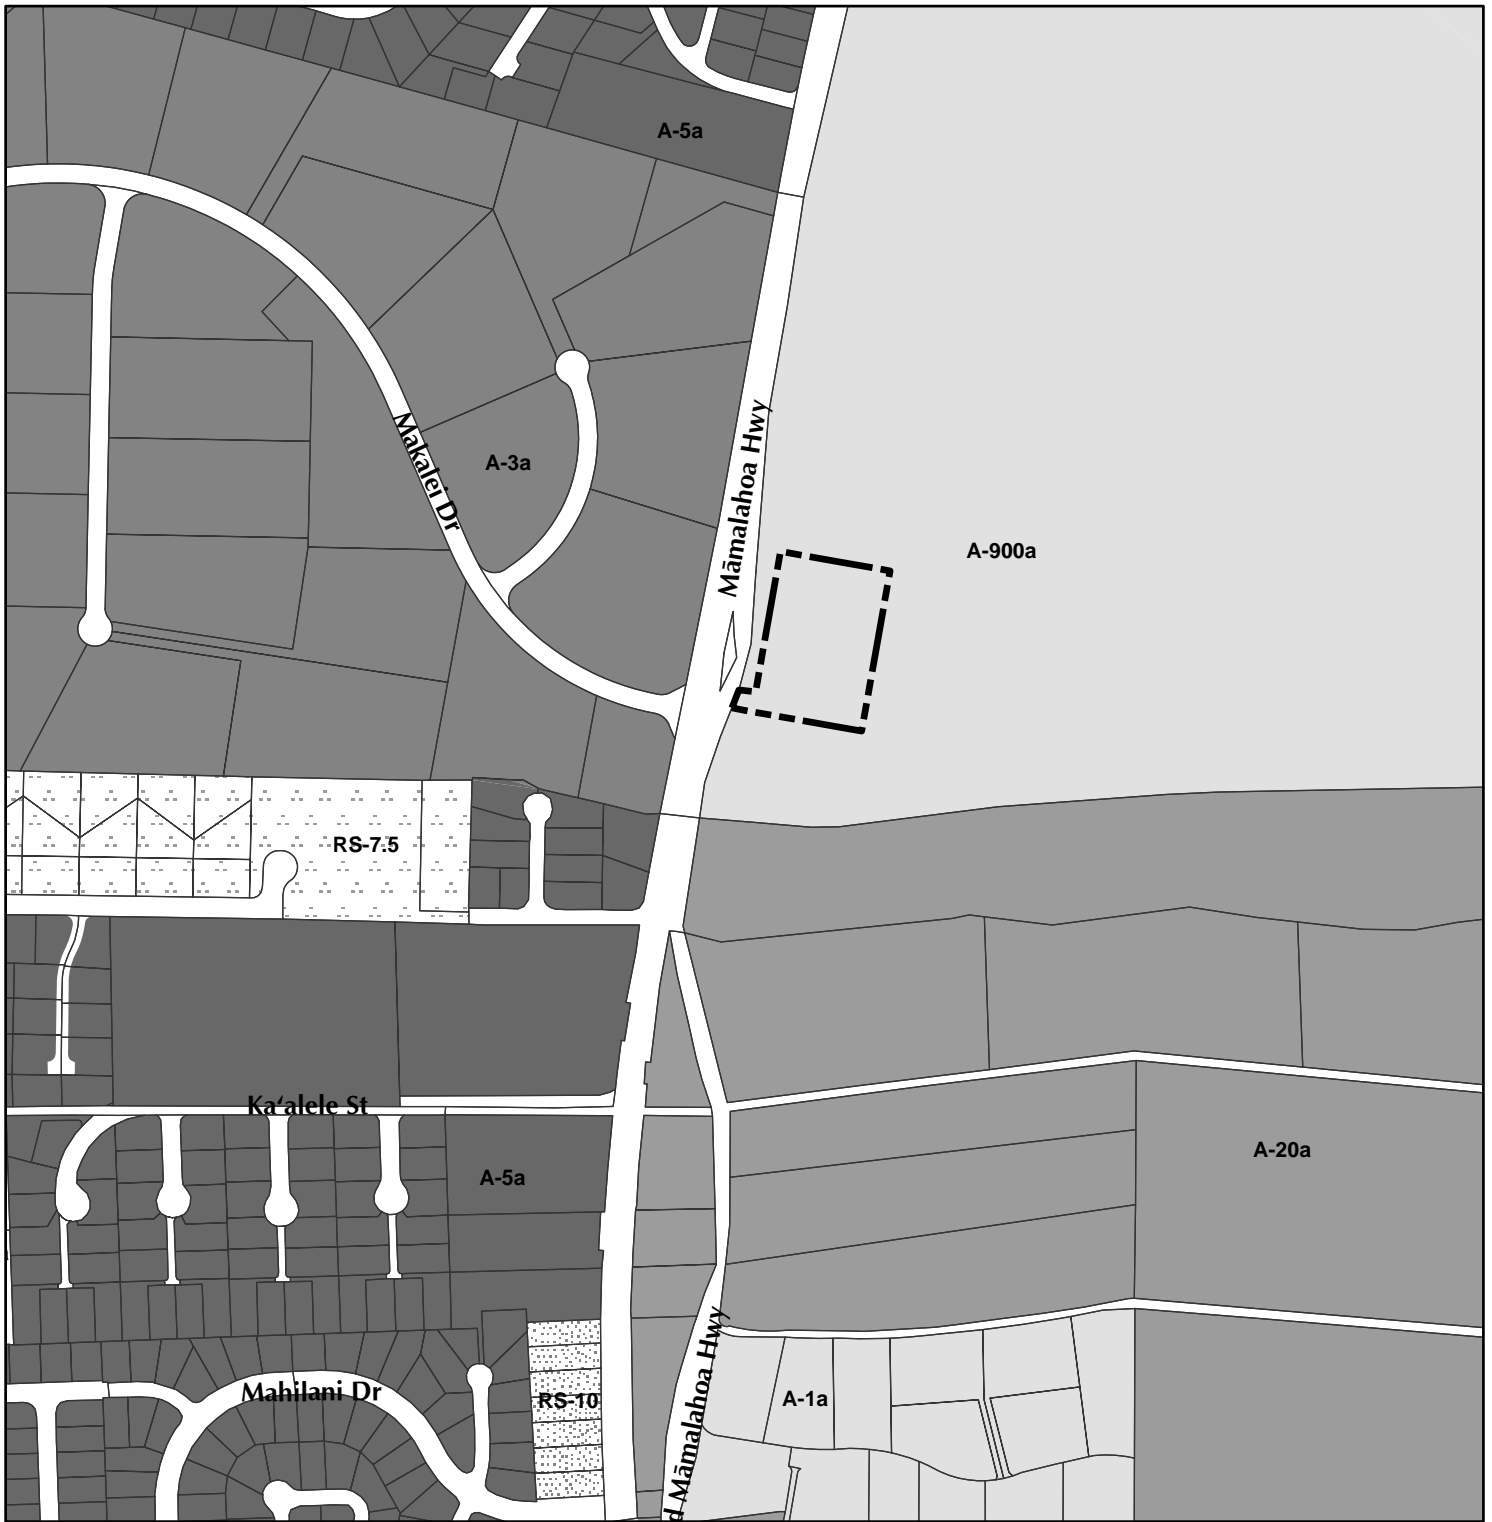 A-5a
Māmalahoa Hwy
Makalei Dr
A-3a
A-900a
RS-7.5
Ka‘alele St
A-5a
A-20a
Mahilani Dr
RS-10
A-1a
d Māmalahoa Hwy